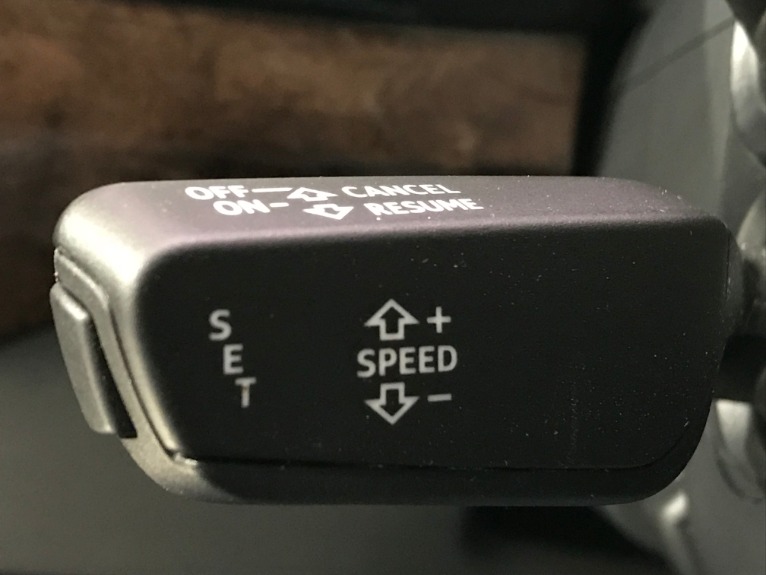 OFF CANCEL
ON RESUME
SET
+
SPEED
-